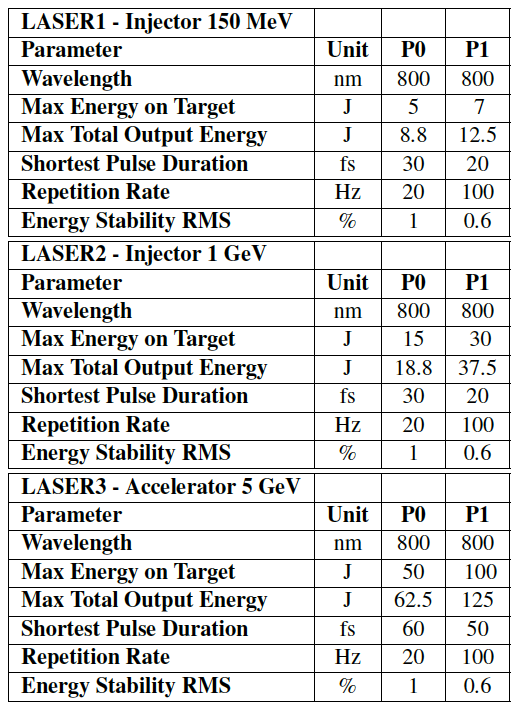 LASER1 - Injector 150 MeV
Parameter Unit P0 P1
Wavelength nm 800 800
Max Energy on Target J 5 7
Max Total Output Energy J 8.8 12.5
Shortest Pulse Duration fs 30 20
Repetition Rate Hz 20 100
Energy Stability RMS % 1 0.6
LASER2 - Injector 1 GeV
Parameter Unit P0 P1
Wavelength nm 800 800
Max Energy on Target J 15 30
Max Total Output Energy J 18.8 37.5
Shortest Pulse Duration fs 30 20
Repetition Rate Hz 20 100
Energy Stability RMS % 1 0.6
LASER3 - Accelerator 5 GeV
Parameter Unit P0 P1
Wavelength nm 800 800
Max Energy on Target J 50 100
Max Total Output Energy J 62.5 125
Shortest Pulse Duration fs 60 50
Repetition Rate Hz 20 100
Energy Stability RMS % 1 0.6